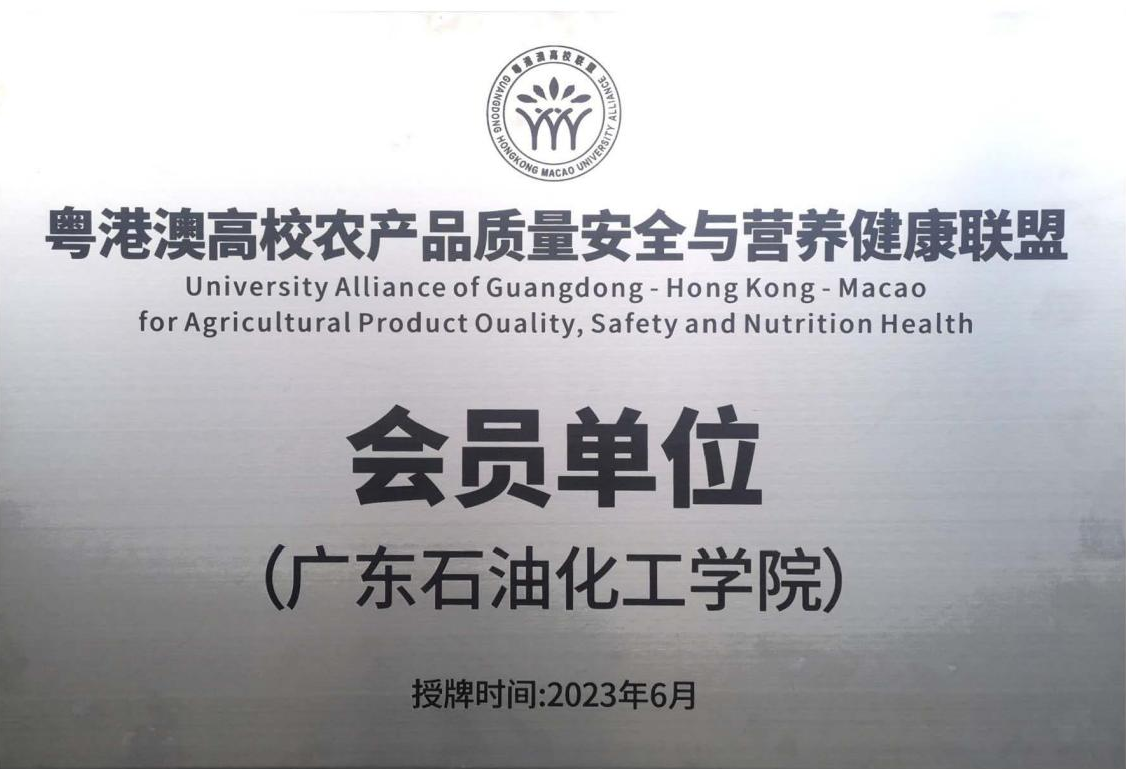 粤港澳高校联盟
GUANGDONG HONGKONG MACAO UNIVERSITY ALLIANCE
粤港澳高校农产品质量安全与营养健康联盟
University Alliance of Guangdong - Hong Kong - Macao
for Agricultural Product Ouality, Safety and Nutrition Health
会员单位
(广东石油化工学院)
授牌时间:2023年6月